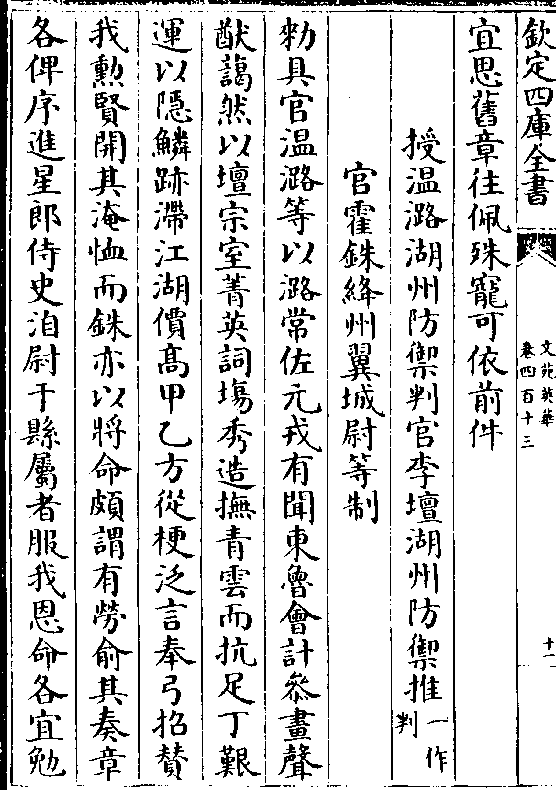 欽定四庫全書
文苑英華
卷四百十三
十一
宜思舊章往佩殊寵可依前件
授温潞湖州防禦判官李壇湖州防禦推一作判
官霍銖絳州翼城尉等制
勑具官温潞等以潞常佐元戎有聞東魯會計叅畫聲
猷藹然以壇宗室菁英詞塲秀造撫青雲而抗足丁艱
運以隠鱗跡滯江湖價髙甲乙方從梗泛言奉弓招賛
我勲賢開其淹恤而銖亦以將命頗謂有勞俞其奏章
各俾序進星郎侍史洎尉于縣屬者服我恩命各宜勉